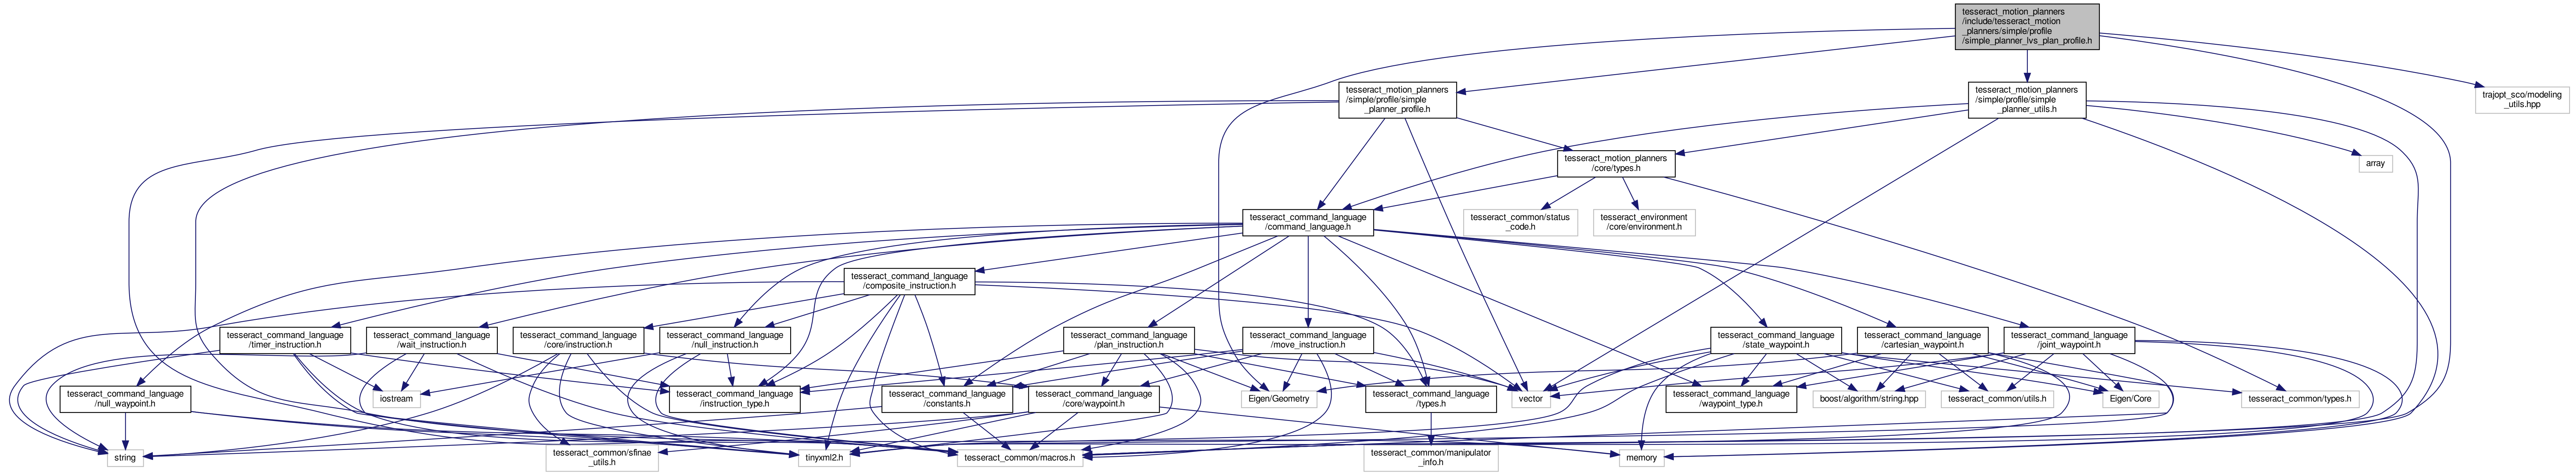 tesseract_motion_planners
/include/tesseract_motion
_planners/simple/profile
/simple_planner_lvs_plan_profile.h
tesseract_motion_planners
/simple/profile/simple
_planner_profile.h
tesseract_motion_planners
/simple/profile/simple
_planner_utils.h
trajopt_sco/modeling
_utils.hpp
tesseract_motion_planners
/core/types.h
array
tesseract_command_language
/command_language.h
tesseract_common/status
_code.h
tesseract_environment
/core/environment.h
tesseract_command_language
/composite_instruction.h
tesseract_command_language
/timer_instruction.h
tesseract_command_language
/wait_instruction.h
tesseract_command_language
/core/instruction.h
tesseract_command_language
/null_instruction.h
tesseract_command_language
/plan_instruction.h
tesseract_command_language
/move_instruction.h
tesseract_command_language
/state_waypoint.h
tesseract_command_language
/cartesian_waypoint.h
tesseract_command_language
/joint_waypoint.h
tesseract_command_language
/null_waypoint.h
iostream
tesseract_command_language
/instruction_type.h
tesseract_command_language
/constants.h
tesseract_command_language
/core/waypoint.h
Eigen/Geometry
tesseract_command_language
/types.h
vector
tesseract_command_language
/waypoint_type.h
boost/algorithm/string.hpp
tesseract_common/utils.h
Eigen/Core
tesseract_common/types.h
string
tesseract_common/sfinae
_utils.h
tinyxml2.h
tesseract_common/macros.h
tesseract_common/manipulator
_info.h
memory